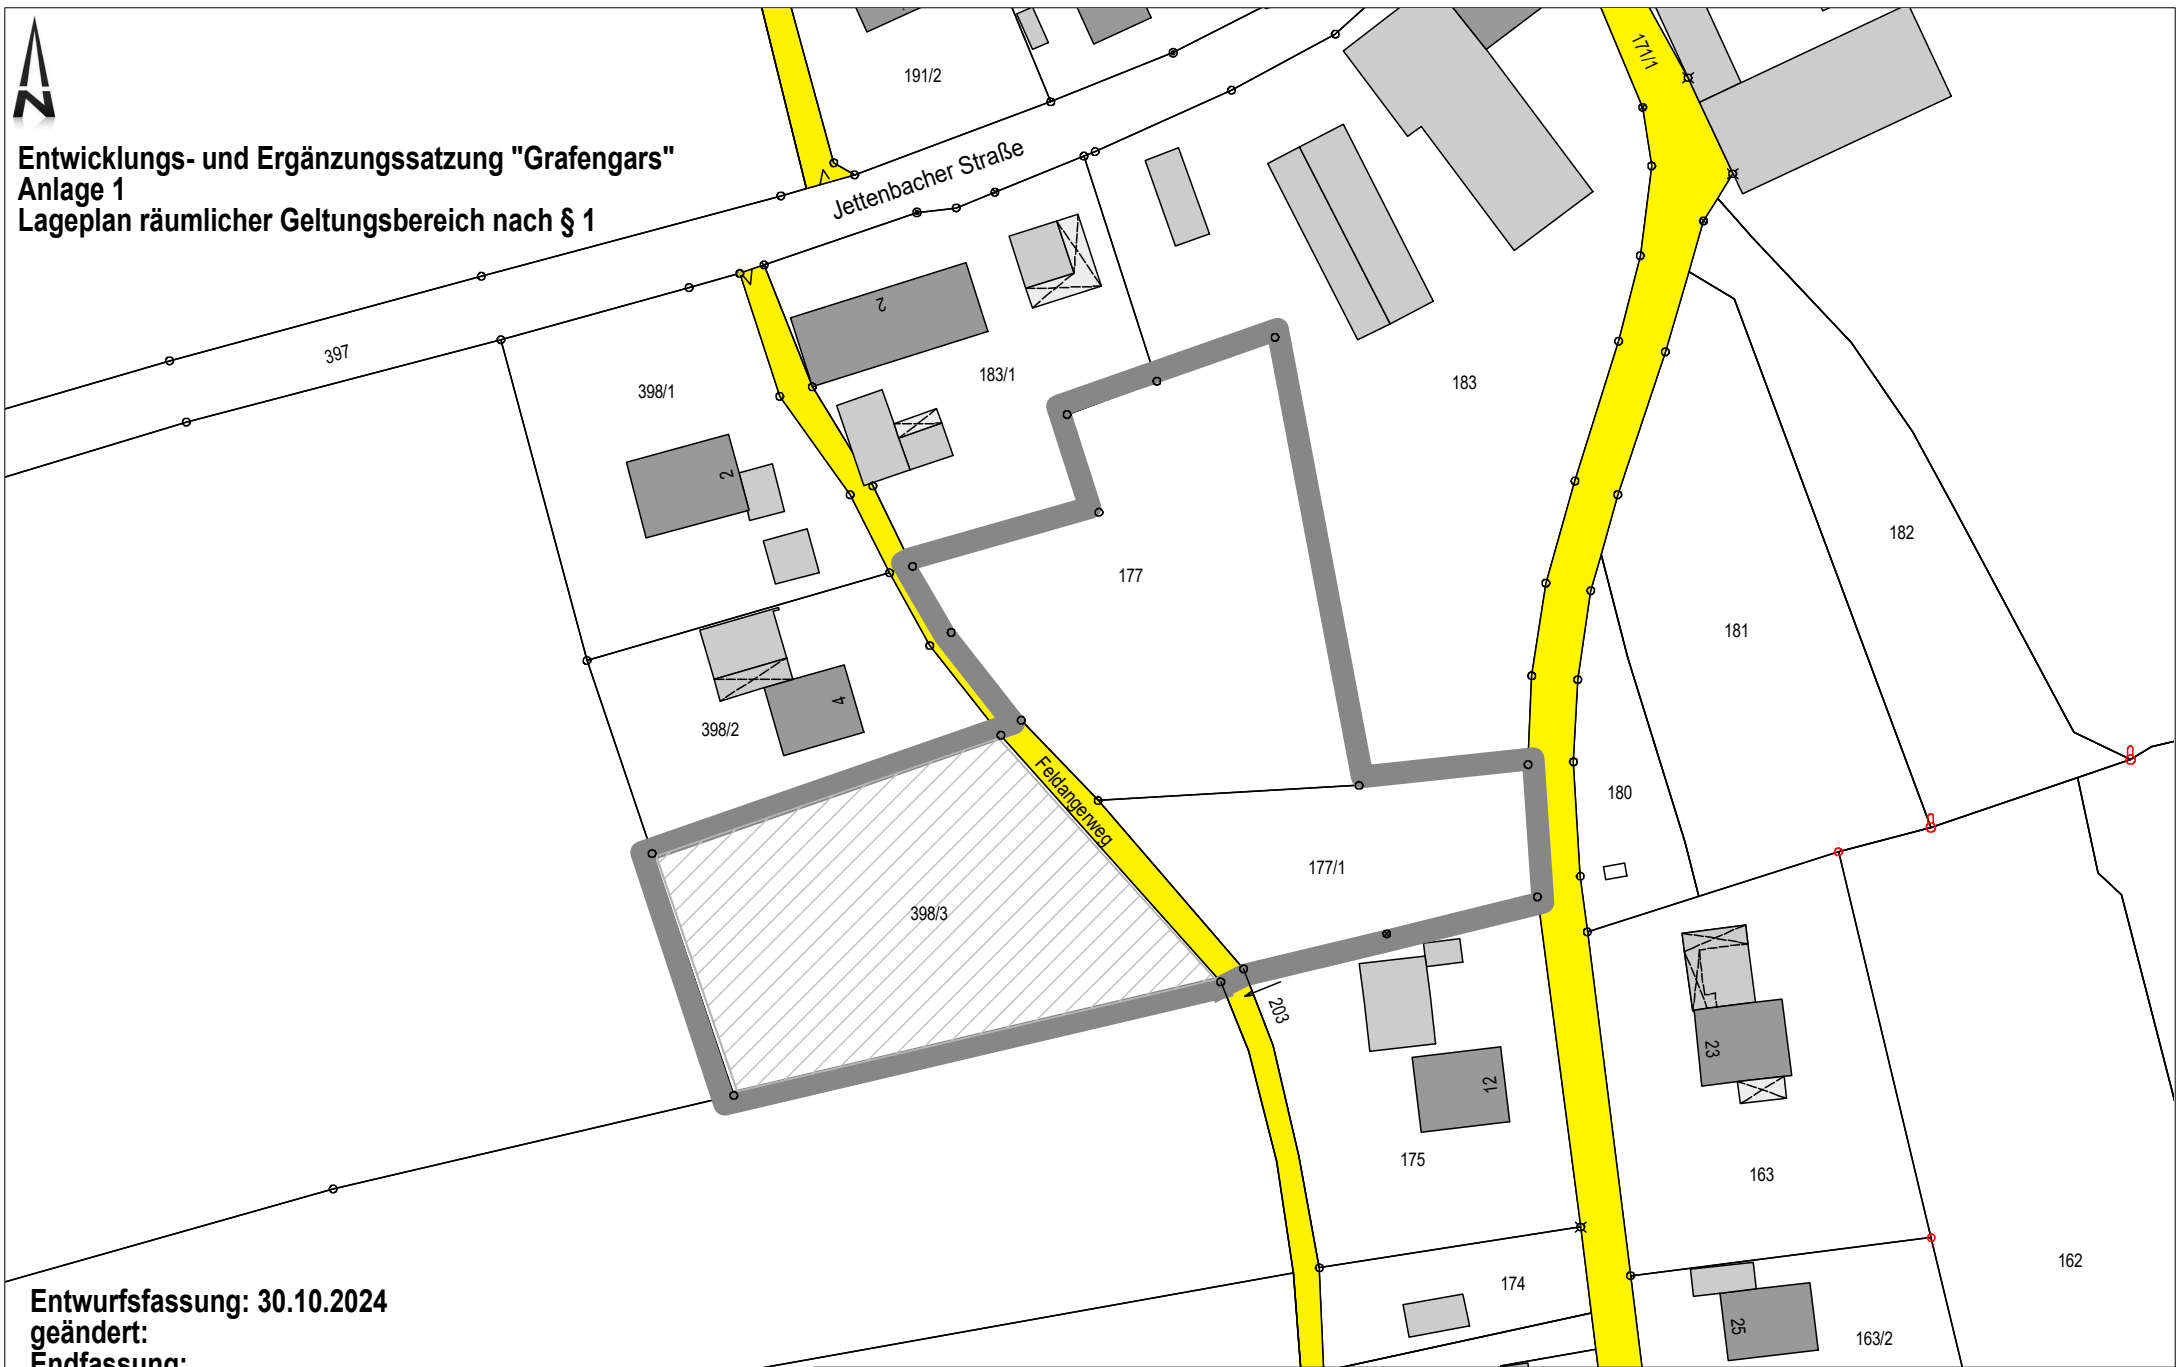 N
Entwicklungs- und Ergänzungssatzung "Grafengars"
Anlage 1
Lageplan räumlicher Geltungsbereich nach § 1
191/2
171/1
Jettenbacher Straße
397
398/1
2
183/1
2
183
177
182
181
398/2
4
Feldangerweg
180
177/1
398/3
203
12
23
175
163
174
162
25
163/2
Entwurfsfassung: 30.10.2024
geändert:
Endfassung: